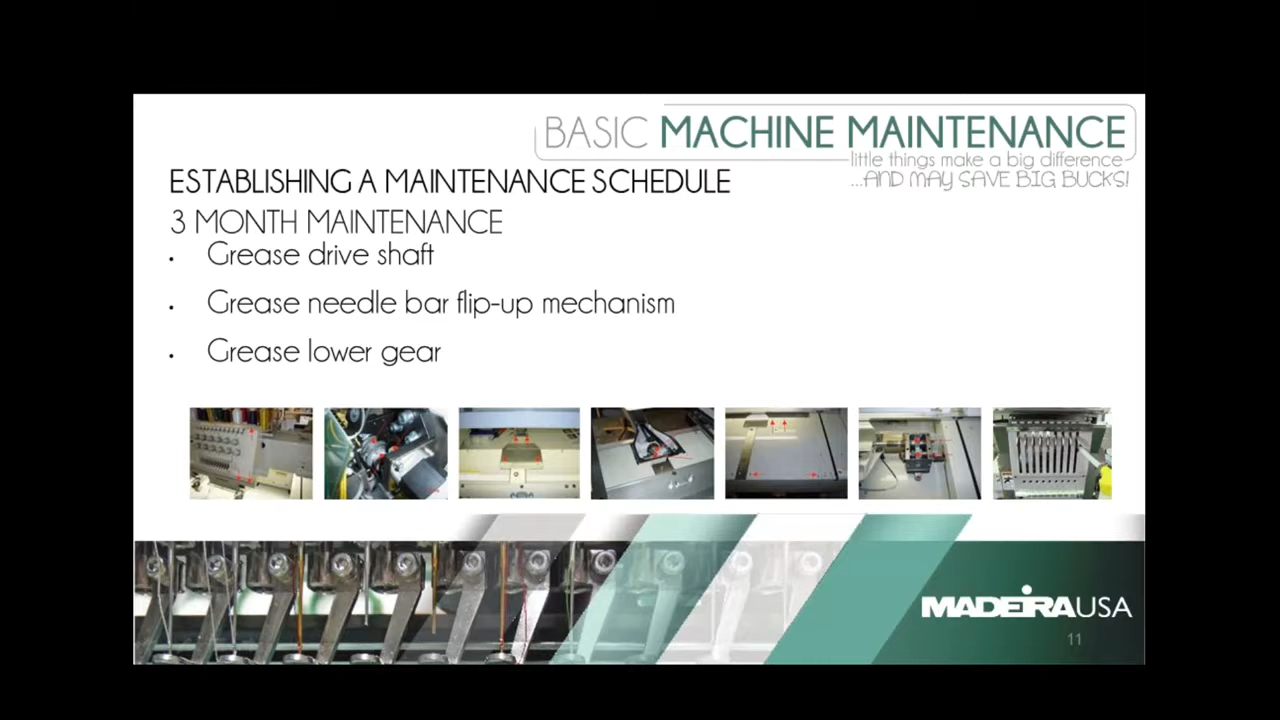 BASIC MACHINE MAINTENANCE
little things make a big difference
...AND MAY SAVE BIG BUCKS!
ESTABLISHING A MAINTENANCE SCHEDULE
3 MONTH MAINTENANCE
• Grease drive shaft
• Grease needle bar flip-up mechanism
• Grease lower gear
MADEIRA USA
11